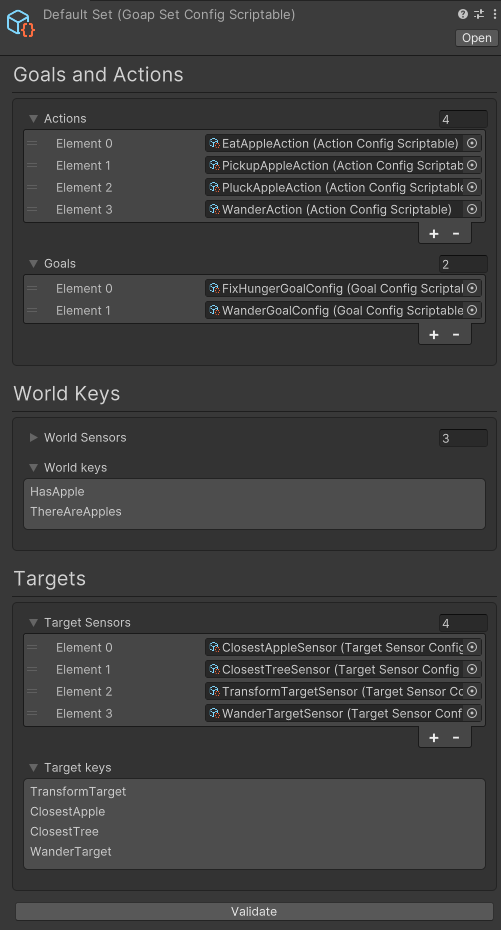 Default Set (Goap Set Config Scriptable)
Open
Goals and Actions
Actions 4
Element 0 EatAppleAction (Action Config Scriptable)
Element 1 PickupAppleAction (Action Config Scriptab
Element 2 PluckAppleAction (Action Config Scriptable
Element 3 WanderAction (Action Config Scriptable)
+ -
Goals 2
Element 0 FixHungerGoalConfig (Goal Config Scriptal
Element 1 WanderGoalConfig (Goal Config Scriptable
+ -
World Keys
World Sensors 3
World keys
HasApple
ThereAreApples
Targets
Target Sensors 4
Element 0 ClosestAppleSensor (Target Sensor Config
Element 1 ClosestTreeSensor (Target Sensor Config
Element 2 TransformTargetSensor (Target Sensor Co
Element 3 WanderTargetSensor (Target Sensor Conf
+ -
Target keys
TransformTarget
ClosestApple
ClosestTree
WanderTarget
Validate